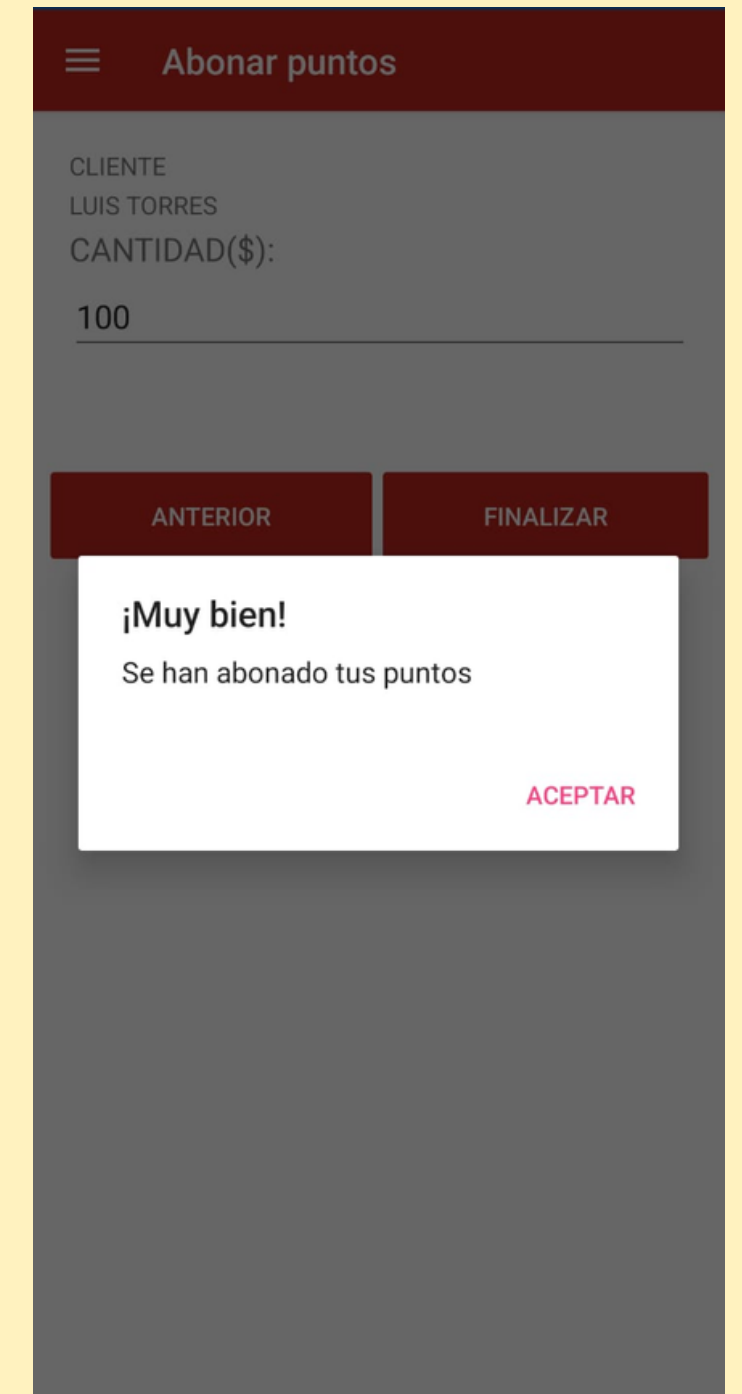 Abonar puntos
CLIENTE
LUIS TORRES
CANTIDAD($):
100
ANTERIOR FINALIZAR
¡Muy bien!
Se han abonado tus puntos
ACEPTAR